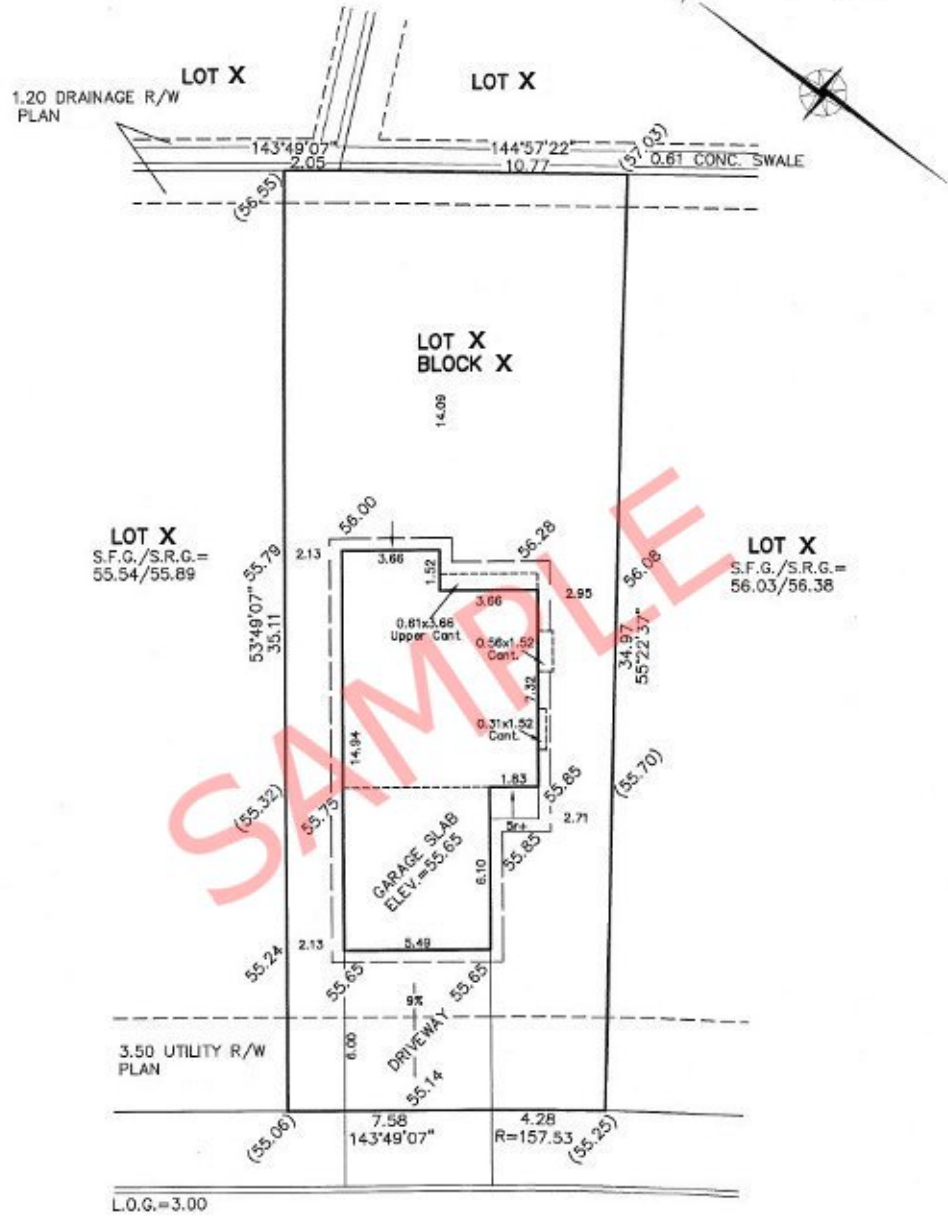 LOT X
LOT X
1.20 DRAINAGE R/W
PLAN
143°49'07"
2.05
144°57'22"
10.77
(57.03)
0.61 CONC. SWALE
(56.55)
LOT X
BLOCK X
14.09
LOT X
S.F.G./S.R.G.=
55.54/55.89
55.79
2.13
56.00
3.66
1.52
56.28
3.66
2.95
56.08
LOT X
S.F.G./S.R.G.=
56.03/56.38
0.61x3.66
Upper Cant
0.56x1.52
Cant.
53°49'07"
35.11
34.97
55°22'37"
7.32
0.31x1.52
Cant.
14.94
SAMPLE
1.83
55.85
(55.70)
(55.32)
55.75
5r+
2.71
55.85
GARAGE SLAB
ELEV.=55.65
6.10
55.24
2.13
5.49
55.65
55.65
9%
DRIVEWAY
6.00
3.50 UTILITY R/W
PLAN
55.14
(55.06)
7.58
143°49'07"
4.28
R=157.53
(55.25)
L.O.G.=3.00